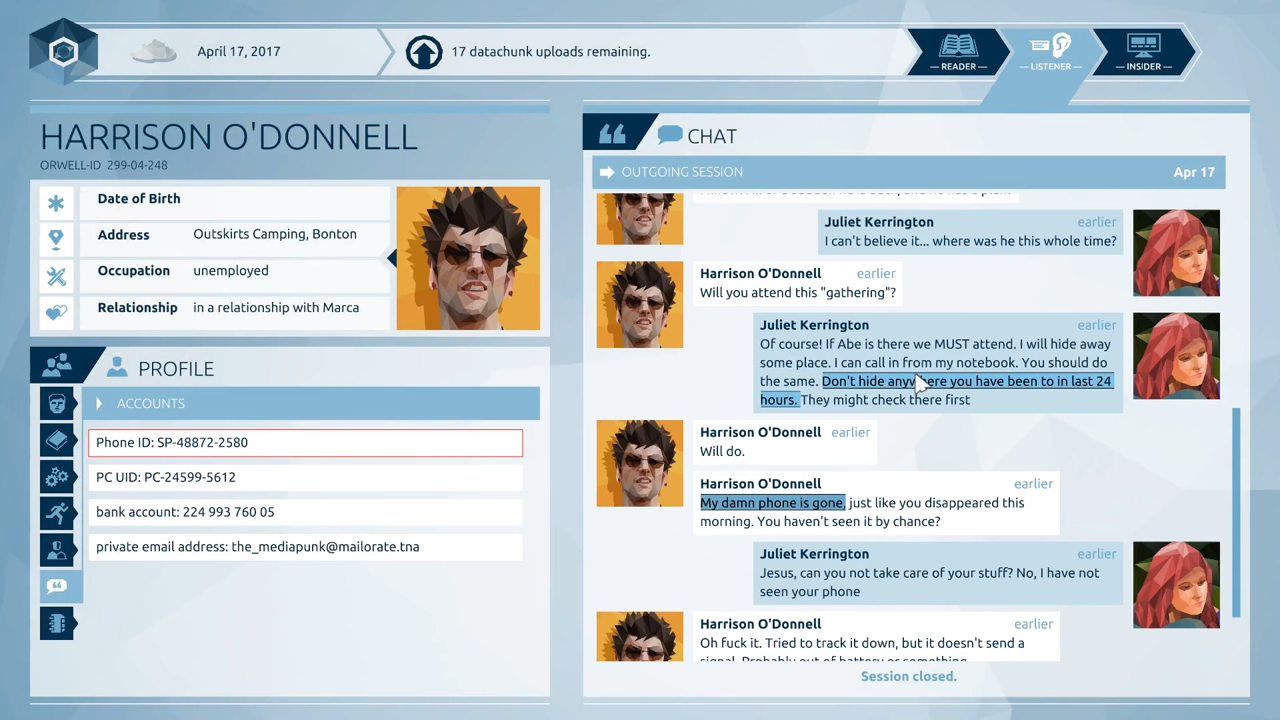 April 17, 2017
17 datachunk uploads remaining.
— READER —
— LISTENER —
— INSIDER —
HARRISON O'DONNELL
ORWELL-ID 299-04-248
Date of Birth
Address Outskirts Camping, Bonton
Occupation unemployed
Relationship in a relationship with Marca
PROFILE
ACCOUNTS
Phone ID: SP-48872-2580
PC UID: PC-24599-5612
bank account: 224 993 760 05
private email address: the_mediapunk@mailorate.tna
CHAT
OUTGOING SESSION Apr 17
Juliet Kerrington earlier
I can't believe it... where was he this whole time?
Harrison O'Donnell earlier
Will you attend this "gathering"?
Juliet Kerrington earlier
Of course! If Abe is there we MUST attend. I will hide away
some place. I can call in from my notebook. You should do
the same. Don't hide anywhere you have been to in last 24
hours. They might check there first
Harrison O'Donnell earlier
Will do.
Harrison O'Donnell earlier
My damn phone is gone, just like you disappeared this
morning. You haven't seen it by chance?
Juliet Kerrington earlier
Jesus, can you not take care of your stuff? No, I have not
seen your phone
Harrison O'Donnell earlier
Oh fuck it. Tried to track it down, but it doesn't send a
signal. Probably out of battery or something.
Session closed.